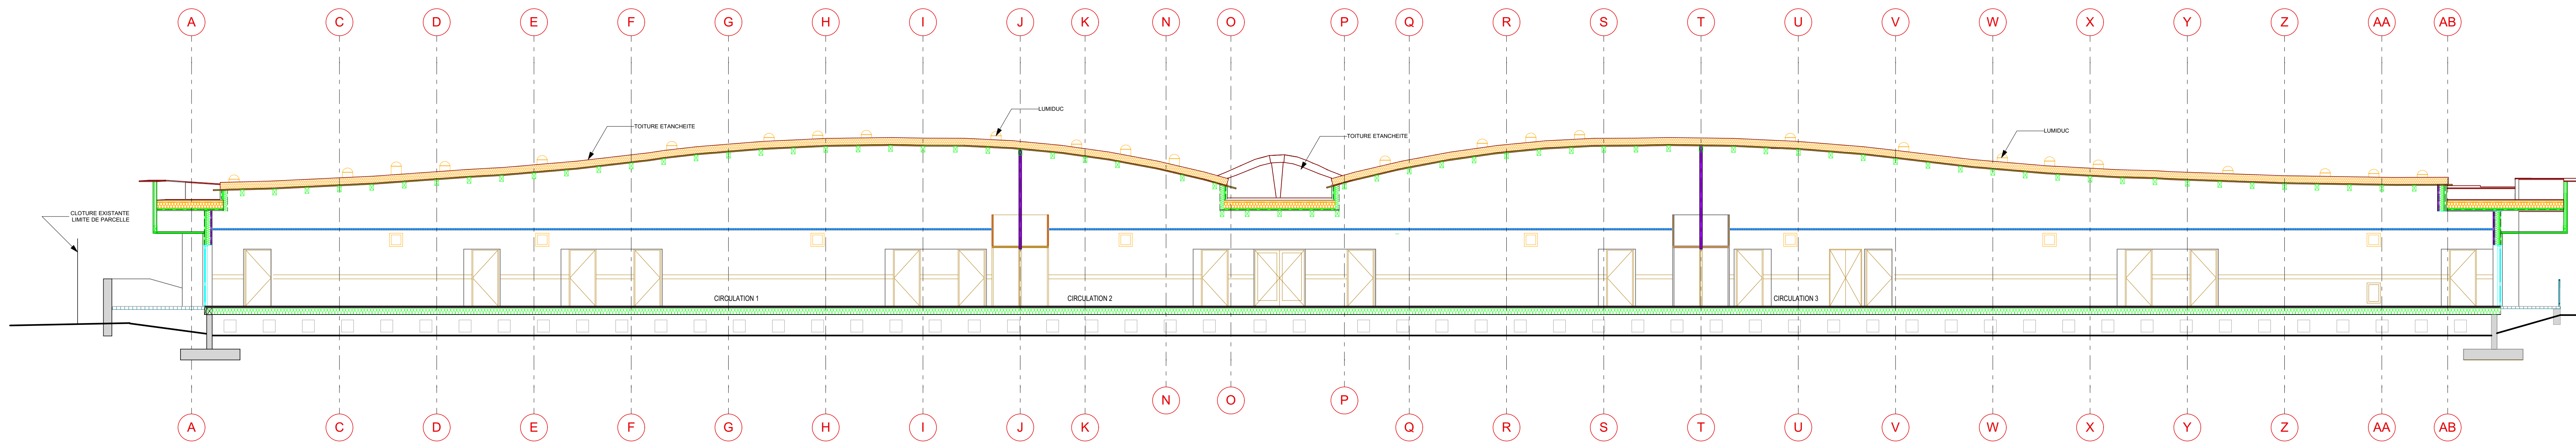 A C D E F G H I J K N O P Q R S T U V W X Y Z AA AB
LUMIDUC
TOITURE ETANCHEITE
TOITURE ETANCHEITE
LUMIDUC
CLOTURE EXISTANTE
LIMITE DE PARCELLE
CIRCULATION 1
CIRCULATION 2
CIRCULATION 3
N O P
A C D E F G H I J K Q R S T U V W X Y Z AA AB